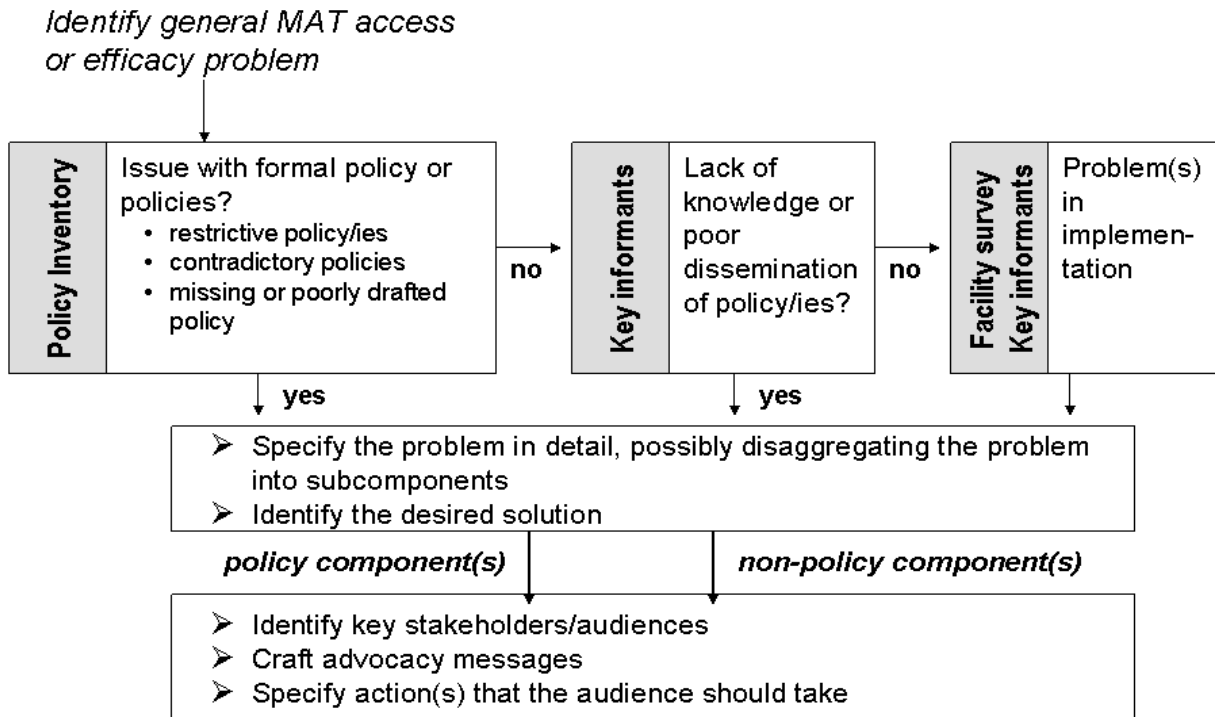 Identify general MAT access
or efficacy problem
Policy Inventory
Issue with formal policy or
policies?
• restrictive policy/ies
• contradictory policies
• missing or poorly drafted
policy
no
Key informants
Lack of
knowledge or
poor
dissemination
of policy/ies?
no
Facility survey
Key informants
Problem(s)
in
implemen-
tation
yes
yes
➢ Specify the problem in detail, possibly disaggregating the problem
into subcomponents
➢ Identify the desired solution
policy component(s)
non-policy component(s)
➢ Identify key stakeholders/audiences
➢ Craft advocacy messages
➢ Specify action(s) that the audience should take